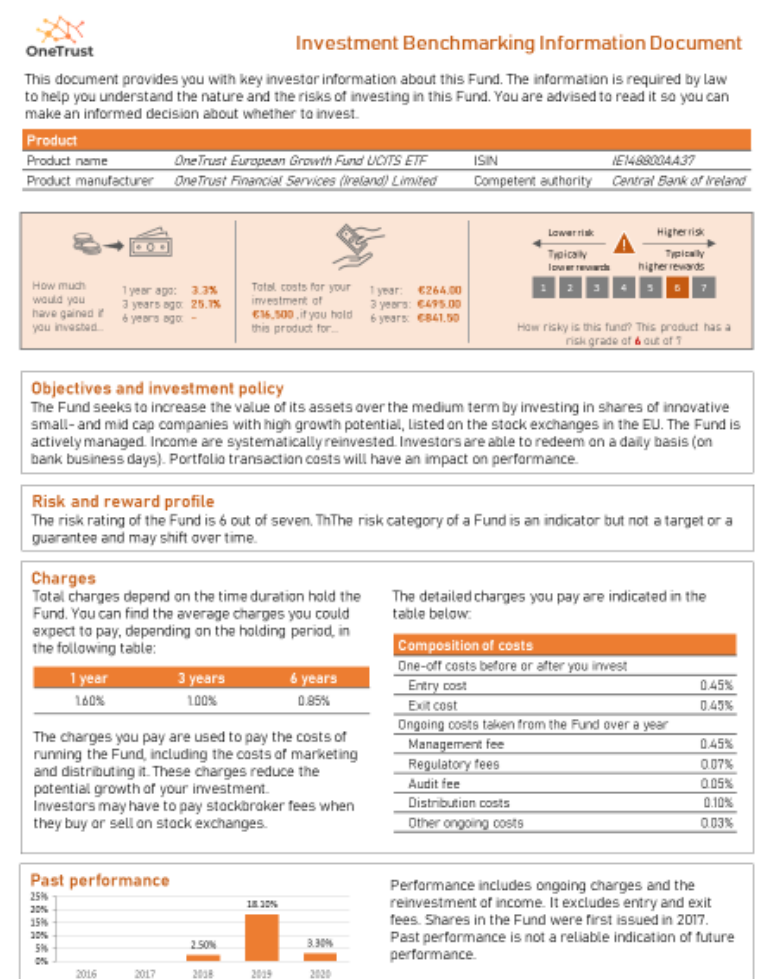 OneTrust
Investment Benchmarking Information Document
This document provides you with key investor information about this Fund. The information is required by law
to help you understand the nature and the risks of investing in this Fund. You are advised to read it so you can
make an informed decision about whether to invest.
Product
Product name OneTrust European Growth Fund UCITS ETF ISIN IE148800AA37
Product manufacturer OneTrust Financial Services (Ireland) Limited Competent authority Central Bank of Ireland
How much
would you
have gained if
you invested...
1 year ago: 3.3%
3 years ago: 25.1%
6 years ago: -
Total costs for your
investment of
€16,500 ,if you hold
this product for...
1 year: €264.00
3 years: €495.00
6 years: €841.50
Lower risk Higher risk
Typically
lower rewards
Typically
higher rewards
1 2 3 4 5 6 7
How risky is this fund? This product has a
risk grade of 6 out of 7
Objectives and investment policy
The Fund seeks to increase the value of its assets over the medium term by investing in shares of innovative
small- and mid cap companies with high growth potential, listed on the stock exchanges in the EU. The Fund is
actively managed. Income are systematically reinvested. Investors are able to redeem on a daily basis (on
bank business days). Portfolio transaction costs will have an impact on performance.
Risk and reward profile
The risk rating of the Fund is 6 out of seven. ThThe risk category of a Fund is an indicator but not a target or a
guarantee and may shift over time.
Charges
Total charges depend on the time duration hold the
Fund. You can find the average charges you could
expect to pay, depending on the holding period, in
the following table:
1 year 3 years 6 years
1.60% 1.00% 0.85%
The charges you pay are used to pay the costs of
running the Fund, including the costs of marketing
and distributing it. These charges reduce the
potential growth of your investment.
Investors may have to pay stockbroker fees when
they buy or sell on stock exchanges.
The detailed charges you pay are indicated in the
table below:
Composition of costs
One-off costs before or after you invest
Entry cost 0.45%
Exit cost 0.45%
Ongoing costs taken from the Fund over a year
Management fee 0.45%
Regulatory fees 0.07%
Audit fee 0.05%
Distribution costs 0.10%
Other ongoing costs 0.03%
Past performance
25%
20%
15%
10%
5%
0%
2.50%
18.10%
3.30%
2016 2017 2018 2019 2020
Performance includes ongoing charges and the
reinvestment of income. It excludes entry and exit
fees. Shares in the Fund were first issued in 2017.
Past performance is not a reliable indication of future
performance.